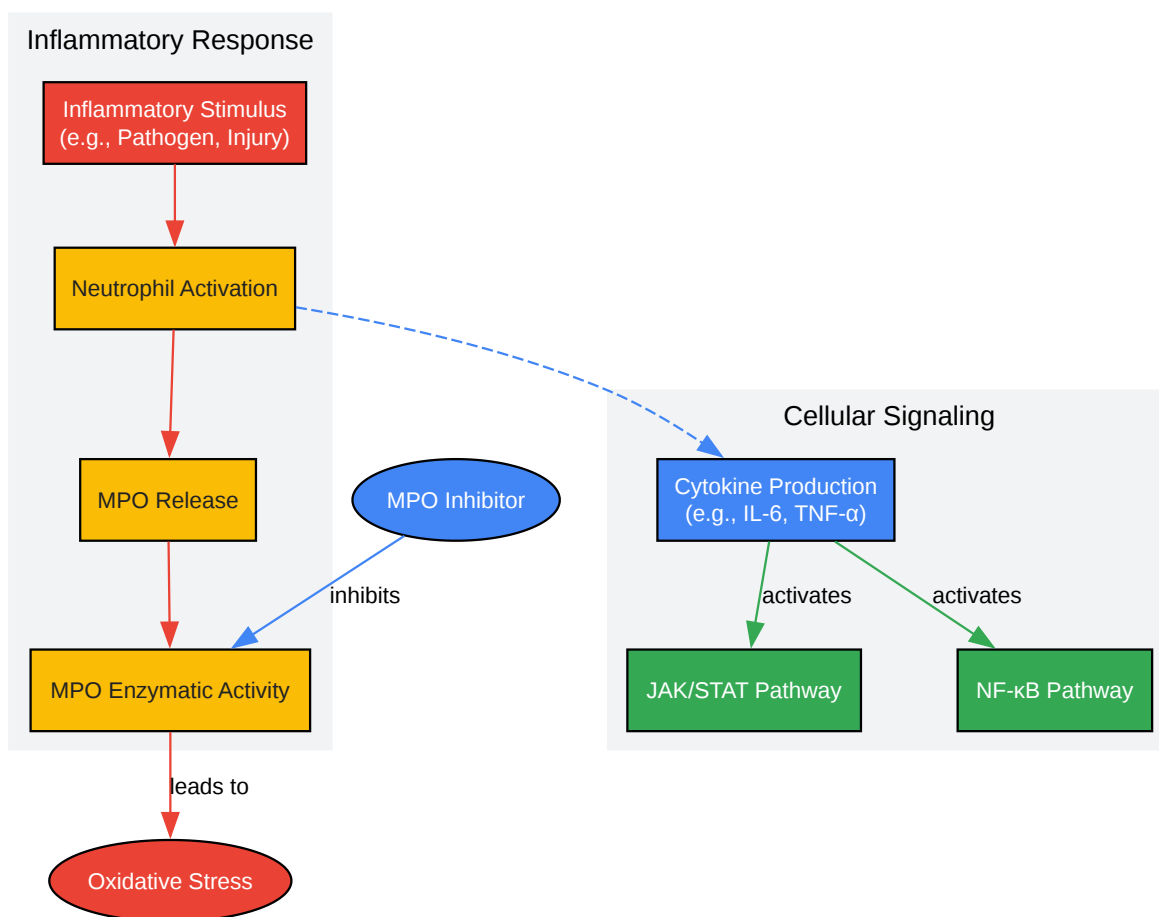 Inflammatory Response
Inflammatory Stimulus
(e.g., Pathogen, Injury)
Neutrophil Activation
Cellular Signaling
MPO Release
MPO Inhibitor
Cytokine Production
(e.g., IL-6, TNF-α)
inhibits
activates
activates
MPO Enzymatic Activity
JAK/STAT Pathway
NF-κB Pathway
leads to
Oxidative Stress